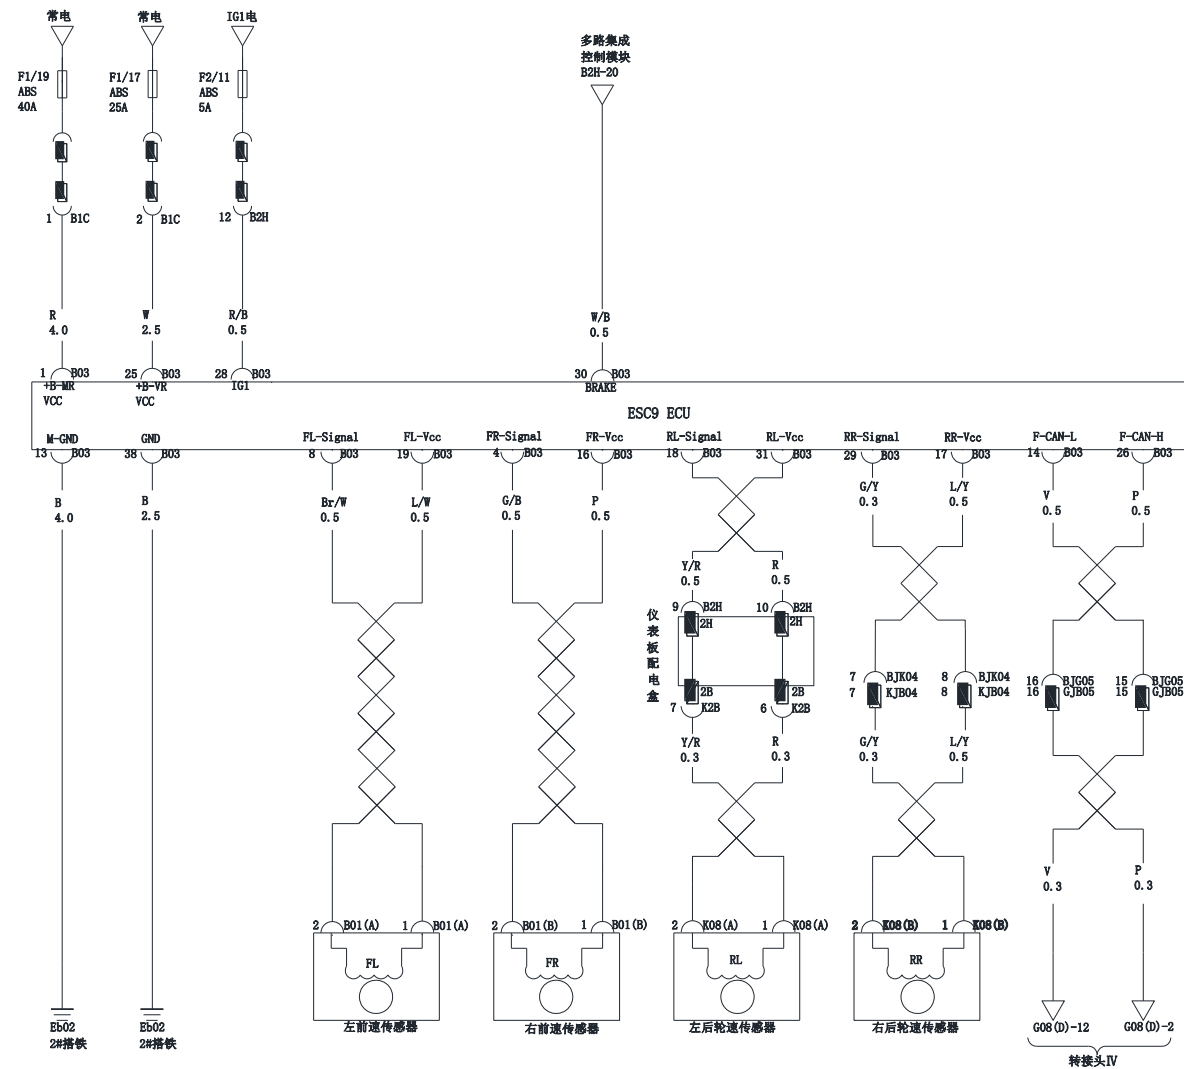 常电
常电
IG1电
F1/19
ABS
40A
F1/17
ABS
25A
F2/11
ABS
5A
多路集成
控制模块
B2H-20
1 B1C
2 B1C
12 B2H
R
4.0
W
2.5
R/B
0.5
W/B
0.5
1 B03
+B-MR
VCC
25 B03
+B-VR
VCC
28 B03
IG1
30 B03
BRAKE
ESC9 ECU
M-GND
13 B03
GND
38 B03
FL-Signal
8 B03
FL-Vcc
19 B03
FR-Signal
4 B03
FR-Vcc
16 B03
RL-Signal
18 B03
RL-Vcc
31 B03
RR-Signal
29 B03
RR-Vcc
17 B03
F-CAN-L
14 B03
F-CAN-H
26 B03
B
4.0
B
2.5
Br/W
0.5
L/W
0.5
G/B
0.5
P
0.5
G/Y
0.3
L/Y
0.5
V
0.5
P
0.5
Y/R
0.5
R
0.5
仪表板配电盒
9 B2H
2H
10 B2H
2H
2B
7 K2B
2B
6 K2B
7 BJK04
7 KJB04
8 BJK04
8 KJB04
16 BJG05
16 GJB05
15 BJG05
15 GJB05
Y/R
0.3
R
0.3
G/Y
0.3
L/Y
0.5
V
0.3
P
0.3
2 B01(A)
1 B01(A)
2 B01(B)
1 B01(B)
2 K08(A)
1 K08(A)
2 K08(B)
1 K08(B)
FL
FR
RL
RR
左前速传感器
右前速传感器
左后轮速传感器
右后轮速传感器
Eb02
2#搭铁
Eb02
2#搭铁
G08(D)-12
G08(D)-2
转接头IV